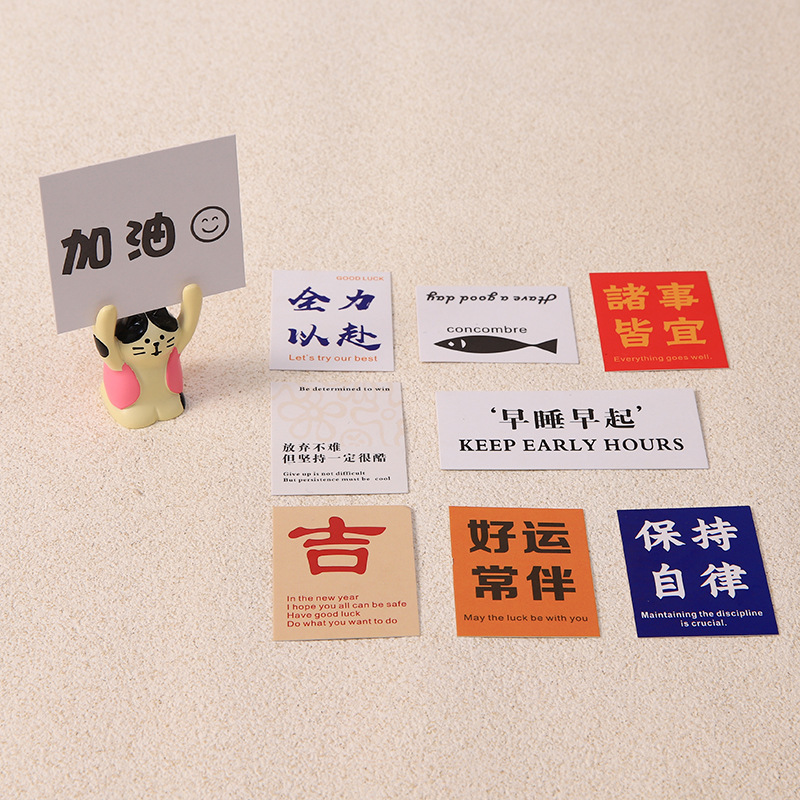 加油
GOOD LUCK
全力
以赴
Let's try our best
Have a good day
concombre
諸事
皆宜
Everything goes well.
Be determined to win
放弃不难
但坚持一定很酷
Give up is not difficult
But persistence must be cool
'早睡早起'
KEEP EARLY HOURS
吉
In the new year
I hope you all can be safe
Have good luck
Do what you want to do
好运
常伴
May the luck be with you
保持
自律
Maintaining the discipline
is crucial.